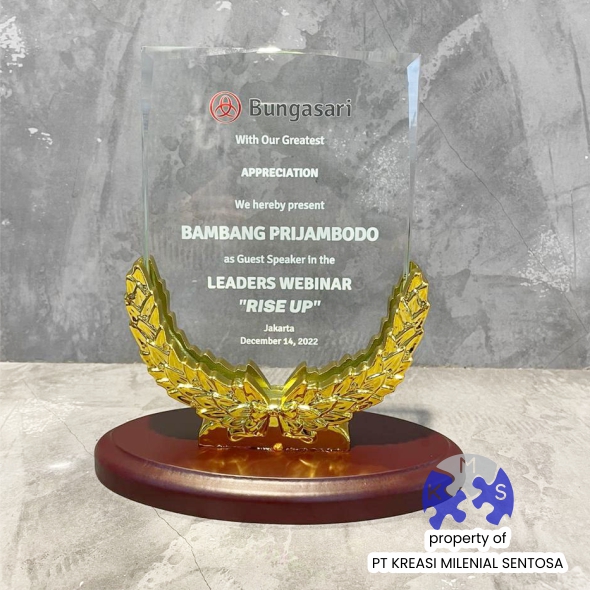 Bungasari
With Our Greatest
APPRECIATION
We hereby present
BAMBANG PRIJAMBODO
as Guest Speaker in the
LEADERS WEBINAR
"RISE UP"
Jakarta
December 14, 2022
K M S
property of
PT KREASI MILENIAL SENTOSA